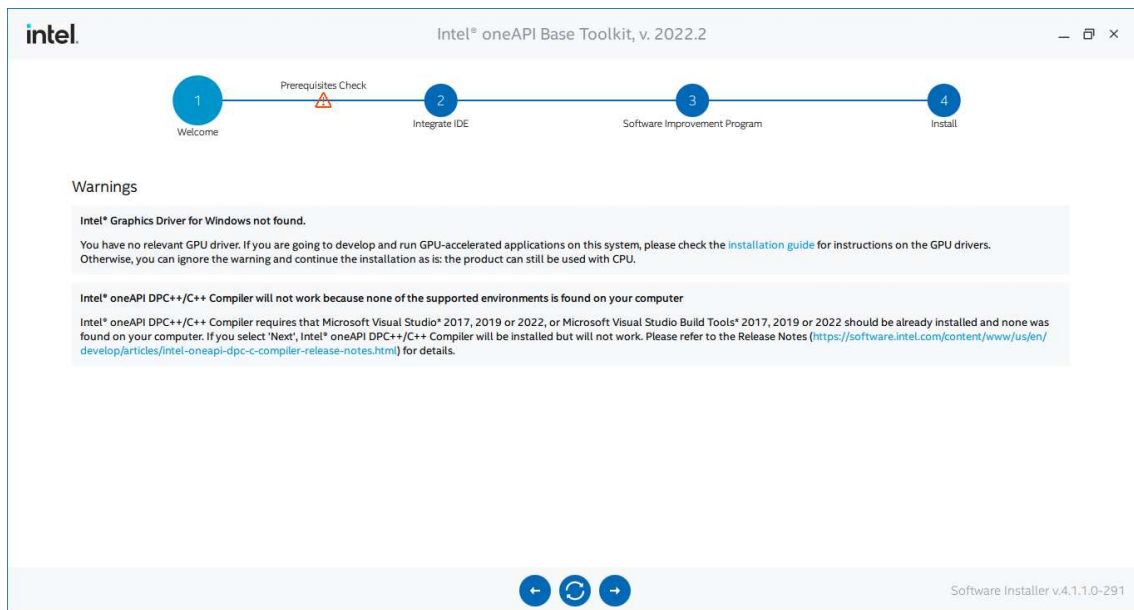 intel.
Intel® oneAPI Base Toolkit, v. 2022.2
Prerequisites Check
1
2
3
4
Welcome
Integrate IDE
Software Improvement Program
Install
Warnings
Intel® Graphics Driver for Windows not found.
You have no relevant GPU driver. If you are going to develop and run GPU-accelerated applications on this system, please check the installation guide for instructions on the GPU drivers.
Otherwise, you can ignore the warning and continue the installation as is: the product can still be used with CPU.
Intel® oneAPI DPC++/C++ Compiler will not work because none of the supported environments is found on your computer
Intel® oneAPI DPC++/C++ Compiler requires that Microsoft Visual Studio* 2017, 2019 or 2022, or Microsoft Visual Studio Build Tools* 2017, 2019 or 2022 should be already installed and none was
found on your computer. If you select 'Next', Intel® oneAPI DPC++/C++ Compiler will be installed but will not work. Please refer to the Release Notes (https://software.intel.com/content/www/us/en/
develop/articles/intel-oneapi-dpc-c-compiler-release-notes.html) for details.
Software Installer v.4.1.1.0-291